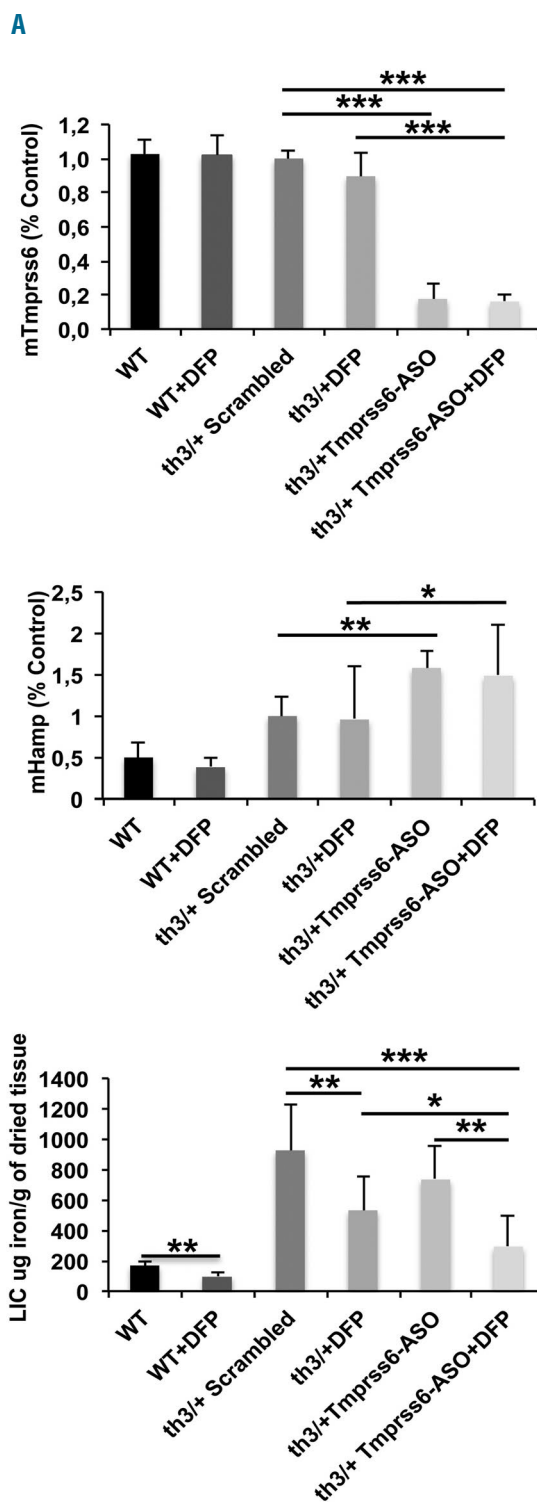 A
***
***
***
mTmprss6 (% Control)
1,2
1,0
0,8
0,6
0,4
0,2
0,0
WT
WT+DFP
th3/+ Scrambled
th3/+DFP
th3/+Tmprss6-ASO
th3/+ Tmprss6-ASO+DFP
*
**
mHamp (% Control)
2,5
2
1,5
1
0,5
0
WT
WT+DFP
th3/+ Scrambled
th3/+DFP
th3/+Tmprss6-ASO
th3/+ Tmprss6-ASO+DFP
***
**
*
**
**
LIC ug iron/g of dried tissue
1400
1200
1000
800
600
400
200
0
WT
WT+DFP
th3/+ Scrambled
th3/+DFP
th3/+Tmprss6-ASO
th3/+ Tmprss6-ASO+DFP